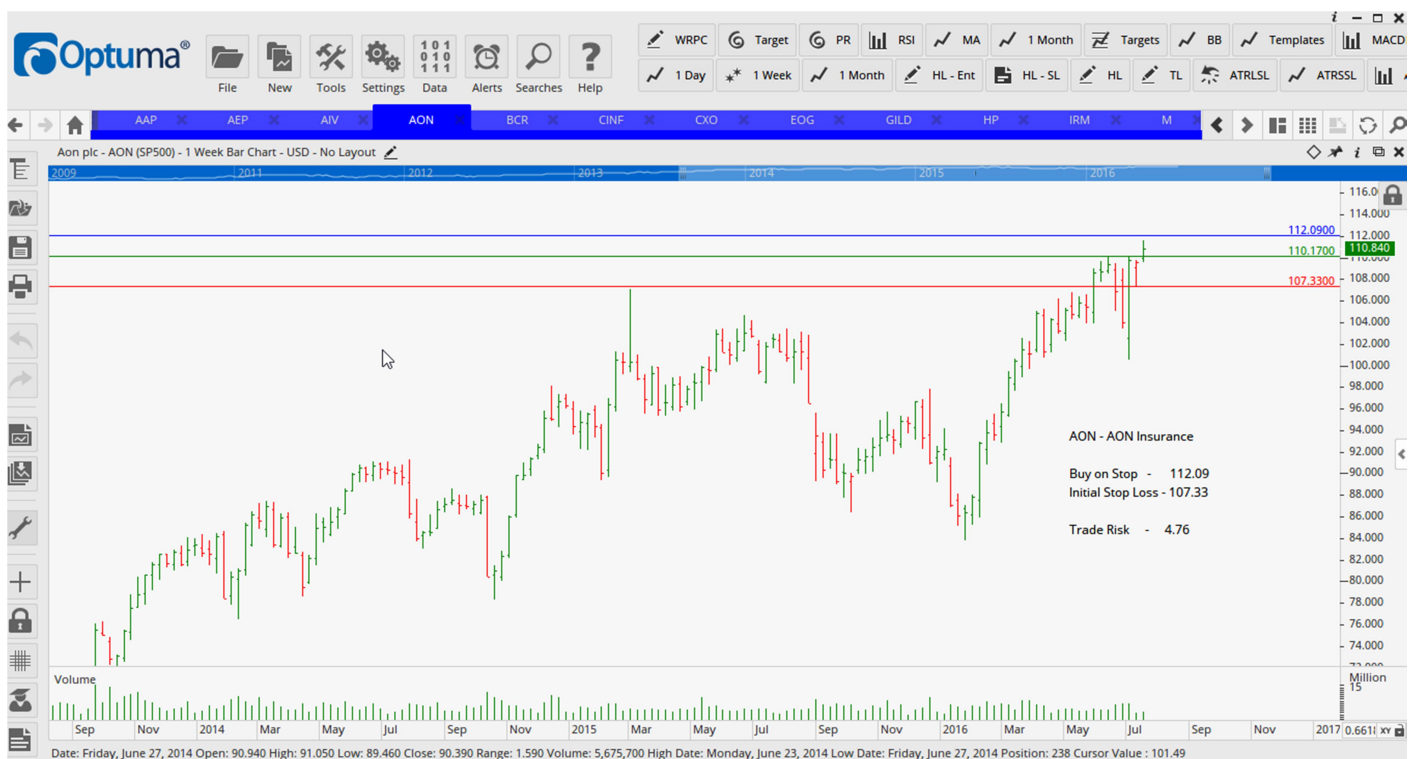 Optuma®
File
New
Tools
Settings
101
010
111
Data
Alerts
Searches
?
Help
WRPC
Target
PR
RSI
MA
1 Month
Targets
BB
Templates
MACD
1 Day
1 Week
1 Month
HL - Ent
HL - SL
HL
TL
ATRLSL
ATRSSL
AAP
AEP
AIV
AON
BCR
CINF
CXO
EOG
GILD
HP
IRM
M
Aon plc - AON (SP500) - 1 Week Bar Chart - USD - No Layout
2009
2011
2012
2013
2014
2015
2016
116.0
114.000
112.0900
112.000
110.840
110.1700
110.000
108.000
107.3300
106.000
104.000
102.000
100.000
98.000
96.000
94.000
92.000
90.000
88.000
86.000
84.000
82.000
80.000
78.000
76.000
74.000
AON - AON Insurance
Buy on Stop - 112.09
Initial Stop Loss - 107.33
Trade Risk - 4.76
Volume
Million
15
Sep Nov 2014 Mar May Jul Sep Nov 2015 Mar May Jul Sep Nov 2016 Mar May Jul Sep Nov 2017
XY
Date: Friday, June 27, 2014 Open: 90.940 High: 91.050 Low: 89.460 Close: 90.390 Range: 1.590 Volume: 5,675,700 High Date: Monday, June 23, 2014 Low Date: Friday, June 27, 2014 Position: 238 Cursor Value : 101.49